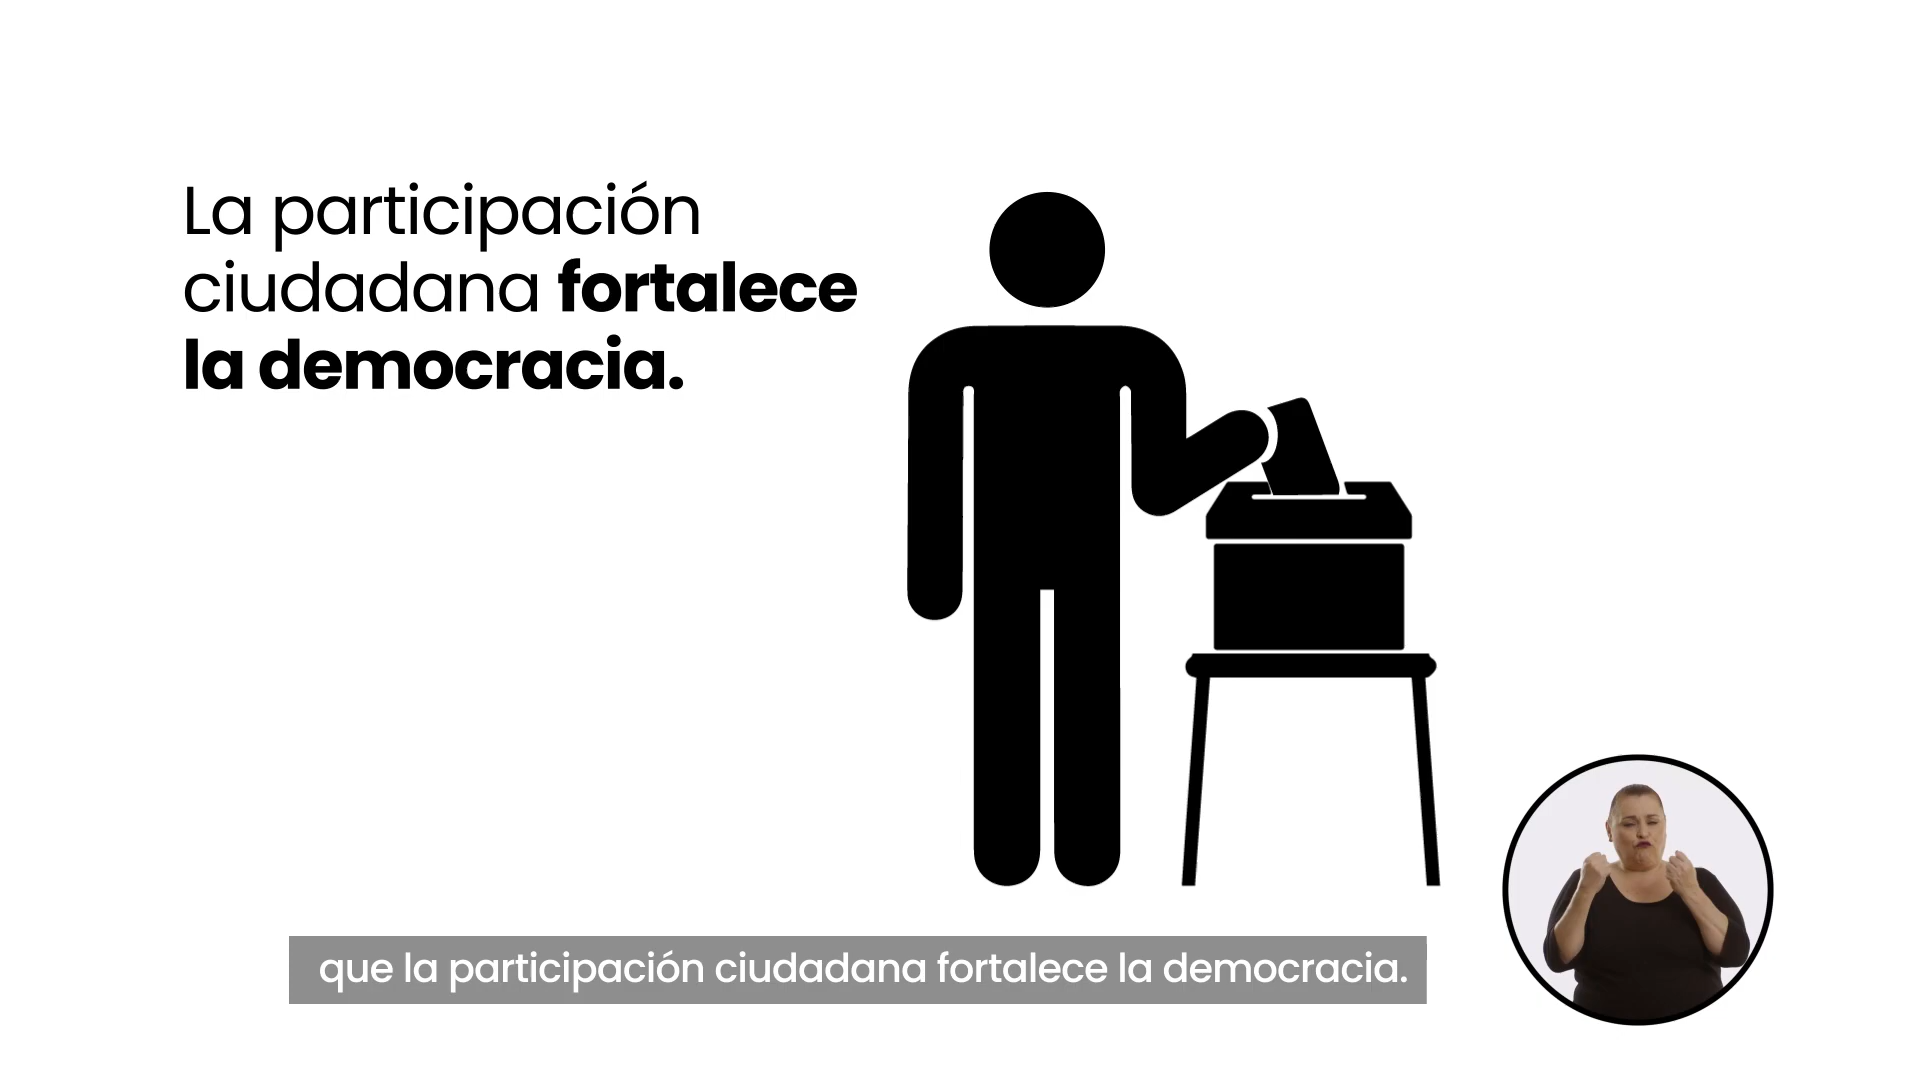 La participación
ciudadana fortalece
la democracia.
que la participación ciudadana fortalece la democracia.